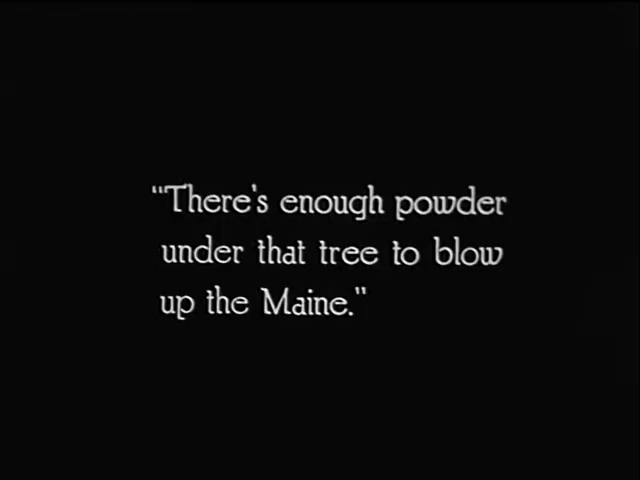 "There's enough powder
under that tree to blow
up the Maine."